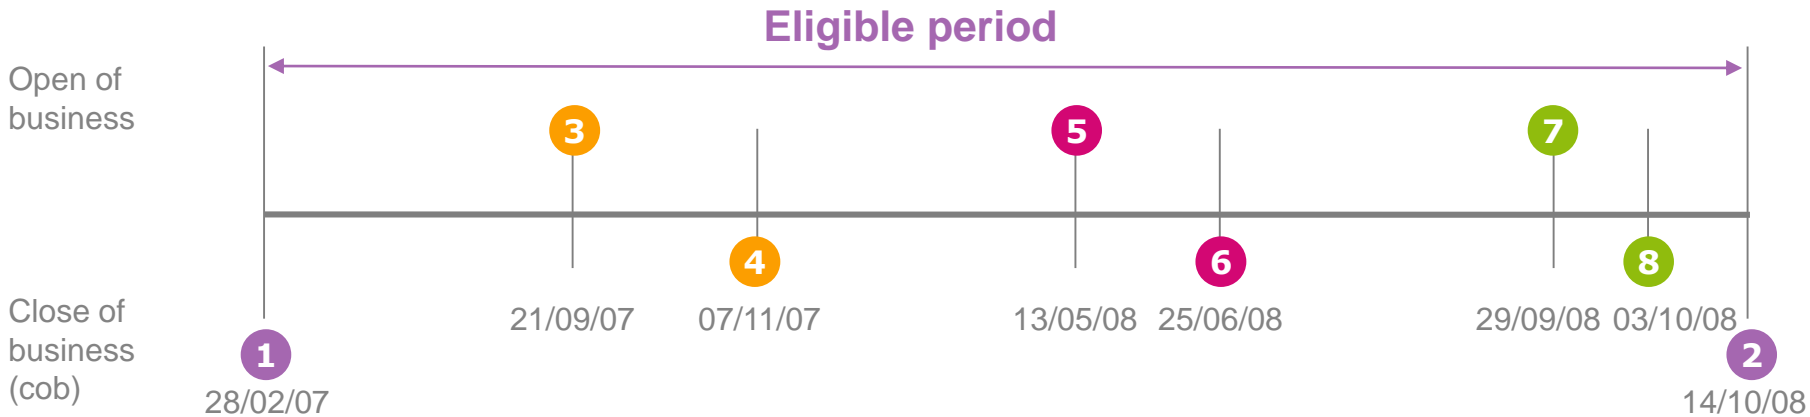 Eligible period
Open of
business
3
5
7
4
6
8
Close of
business
(cob)
21/09/07
07/11/07
13/05/08
25/06/08
29/09/08
03/10/08
1
2
28/02/07
14/10/08